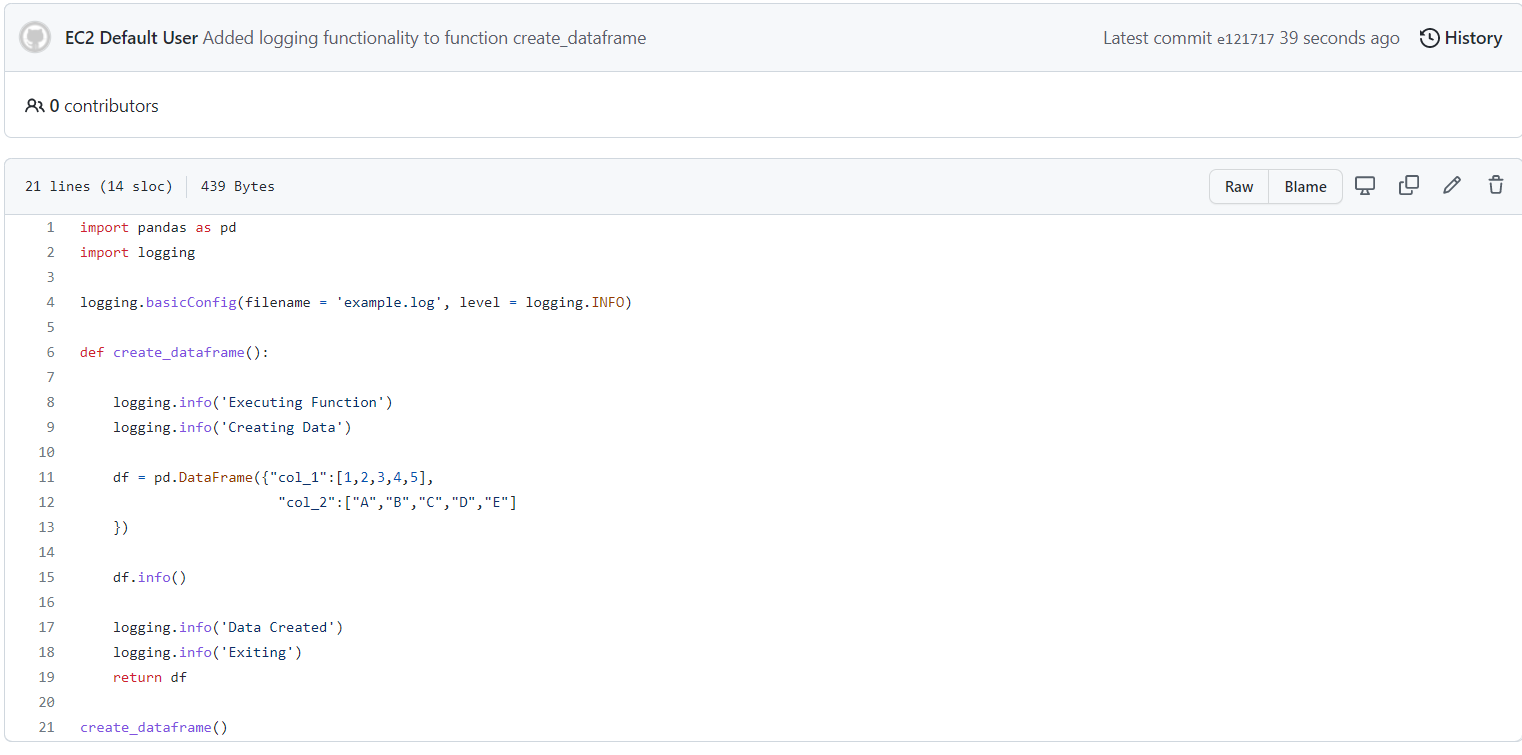 EC2 Default User Added logging functionality to function create_dataframe Latest commit e121717 39 seconds ago History
0 contributors
21 lines (14 sloc) 439 Bytes Raw Blame
1 import pandas as pd
2 import logging
3
4 logging.basicConfig(filename = 'example.log', level = logging.INFO)
5
6 def create_dataframe():
7
8     logging.info('Executing Function')
9     logging.info('Creating Data')
10
11     df = pd.DataFrame({"col_1":[1,2,3,4,5],
12                         "col_2":["A","B","C","D","E"]
13     })
14
15     df.info()
16
17     logging.info('Data Created')
18     logging.info('Exiting')
19     return df
20
21 create_dataframe()